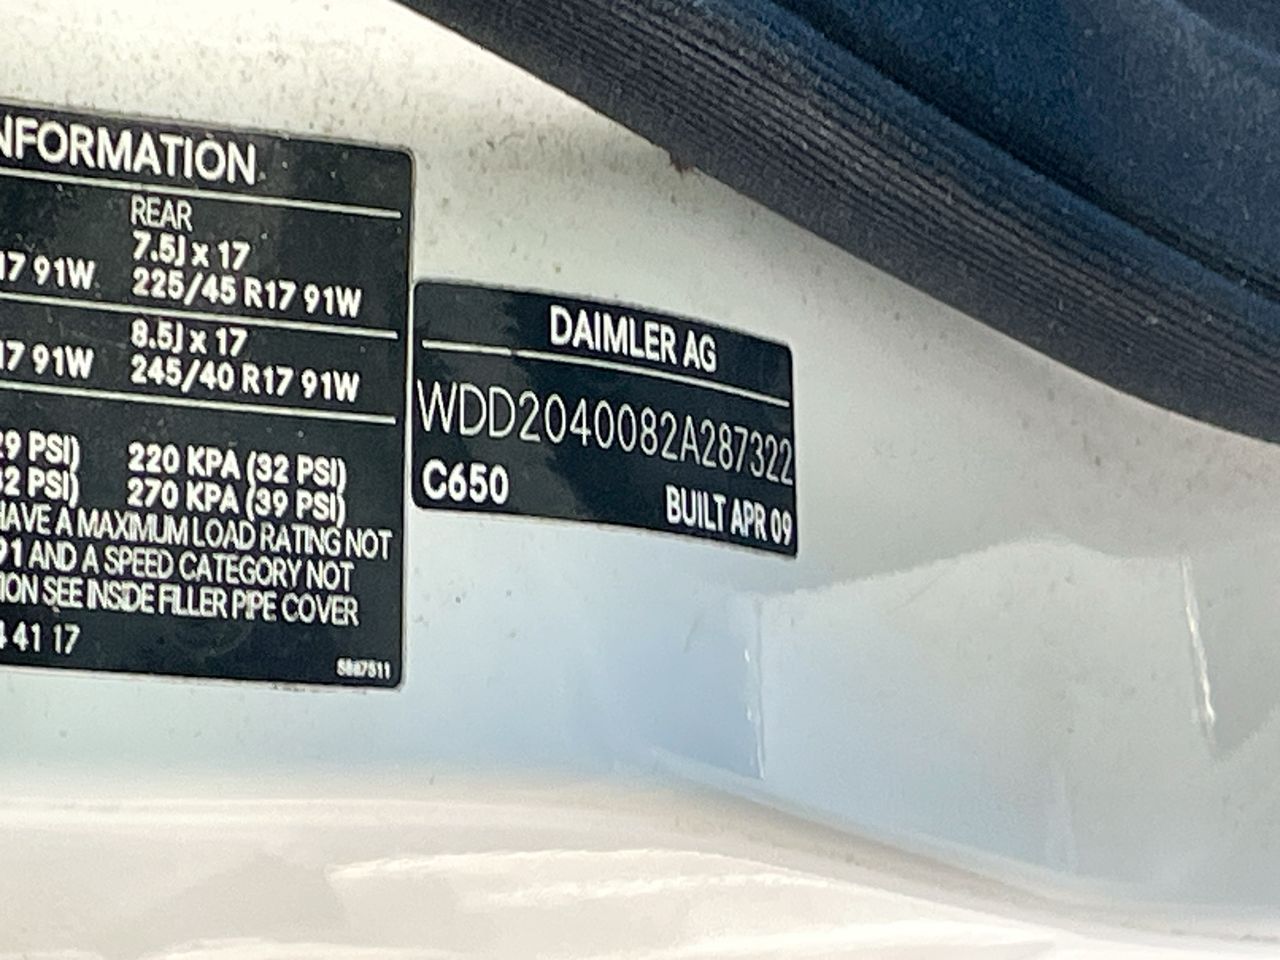 NFORMATION
REAR
7.5J x 17
17 91W 225/45 R17 91W
8.5J x 17
17 91W 245/40 R17 91W
29 PSI) 220 KPA (32 PSI)
32 PSI) 270 KPA (39 PSI)
HAVE A MAXIMUM LOAD RATING NOT
91 AND A SPEED CATEGORY NOT
ION SEE INSIDE FILLER PIPE COVER
4 41 17
DAIMLER AG
WDD2040082A287322
C650
BUILT APR 09